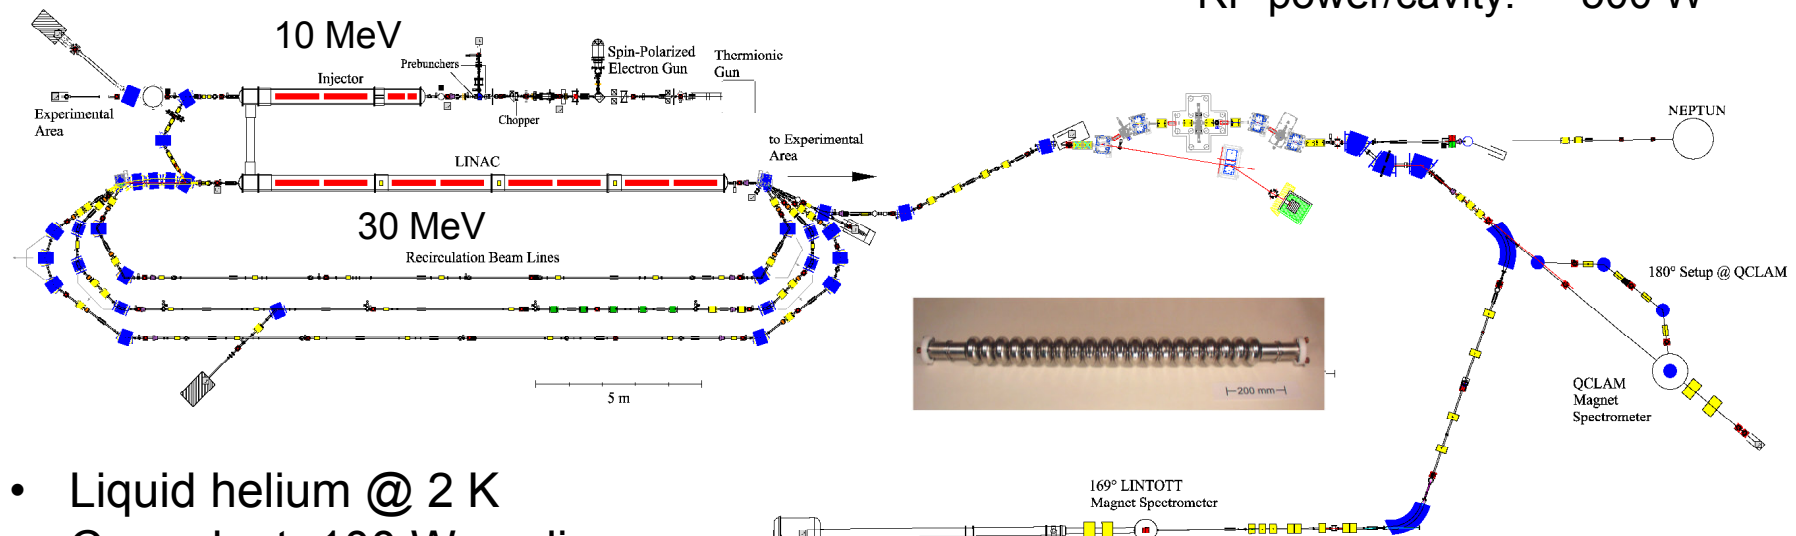 10 MeV
Injector
Prebunchers
Spin-Polarized
Electron Gun
Thermionic
Gun
Chopper
Experimental
Area
LINAC
to Experimental
Area
30 MeV
Recirculation Beam Lines
5 m
NEPTUN
180° Setup @ QCLAM
QCLAM
Magnet
Spectrometer
200 mm
169° LINTOTT
Magnet Spectrometer
• Liquid helium @ 2 K